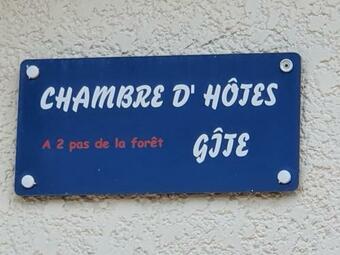 CHAMBRE D' HÔTES
A 2 pas de la forêt GÎTE